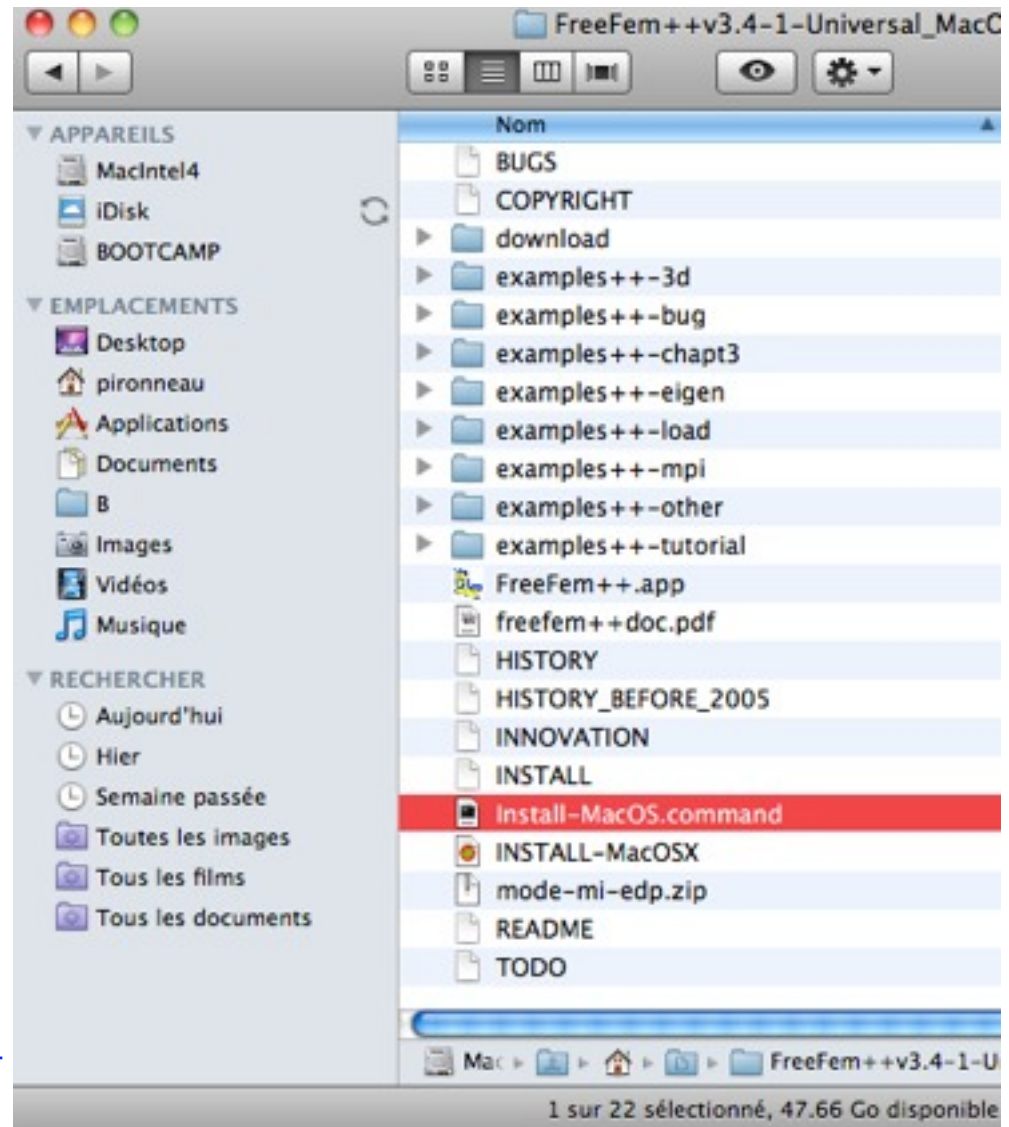 FreeFem++v3.4-1-Universal_MacO
APPAREILS
MacIntel4
iDisk
BOOTCAMP
EMPLACEMENTS
Desktop
pironneau
Applications
Documents
B
Images
Vidéos
Musique
RECHERCHER
Aujourd'hui
Hier
Semaine passée
Toutes les images
Tous les films
Tous les documents
Nom
BUGS
COPYRIGHT
download
examples++-3d
examples++-bug
examples++-chapt3
examples++-eigen
examples++-load
examples++-mpi
examples++-other
examples++-tutorial
FreeFem++.app
freefem++doc.pdf
HISTORY
HISTORY_BEFORE_2005
INNOVATION
INSTALL
Install-MacOS.command
INSTALL-MacOSX
mode-mi-edp.zip
README
TODO
Mac FreeFem++v3.4-1-U
1 sur 22 sélectionné, 47.66 Go disponible